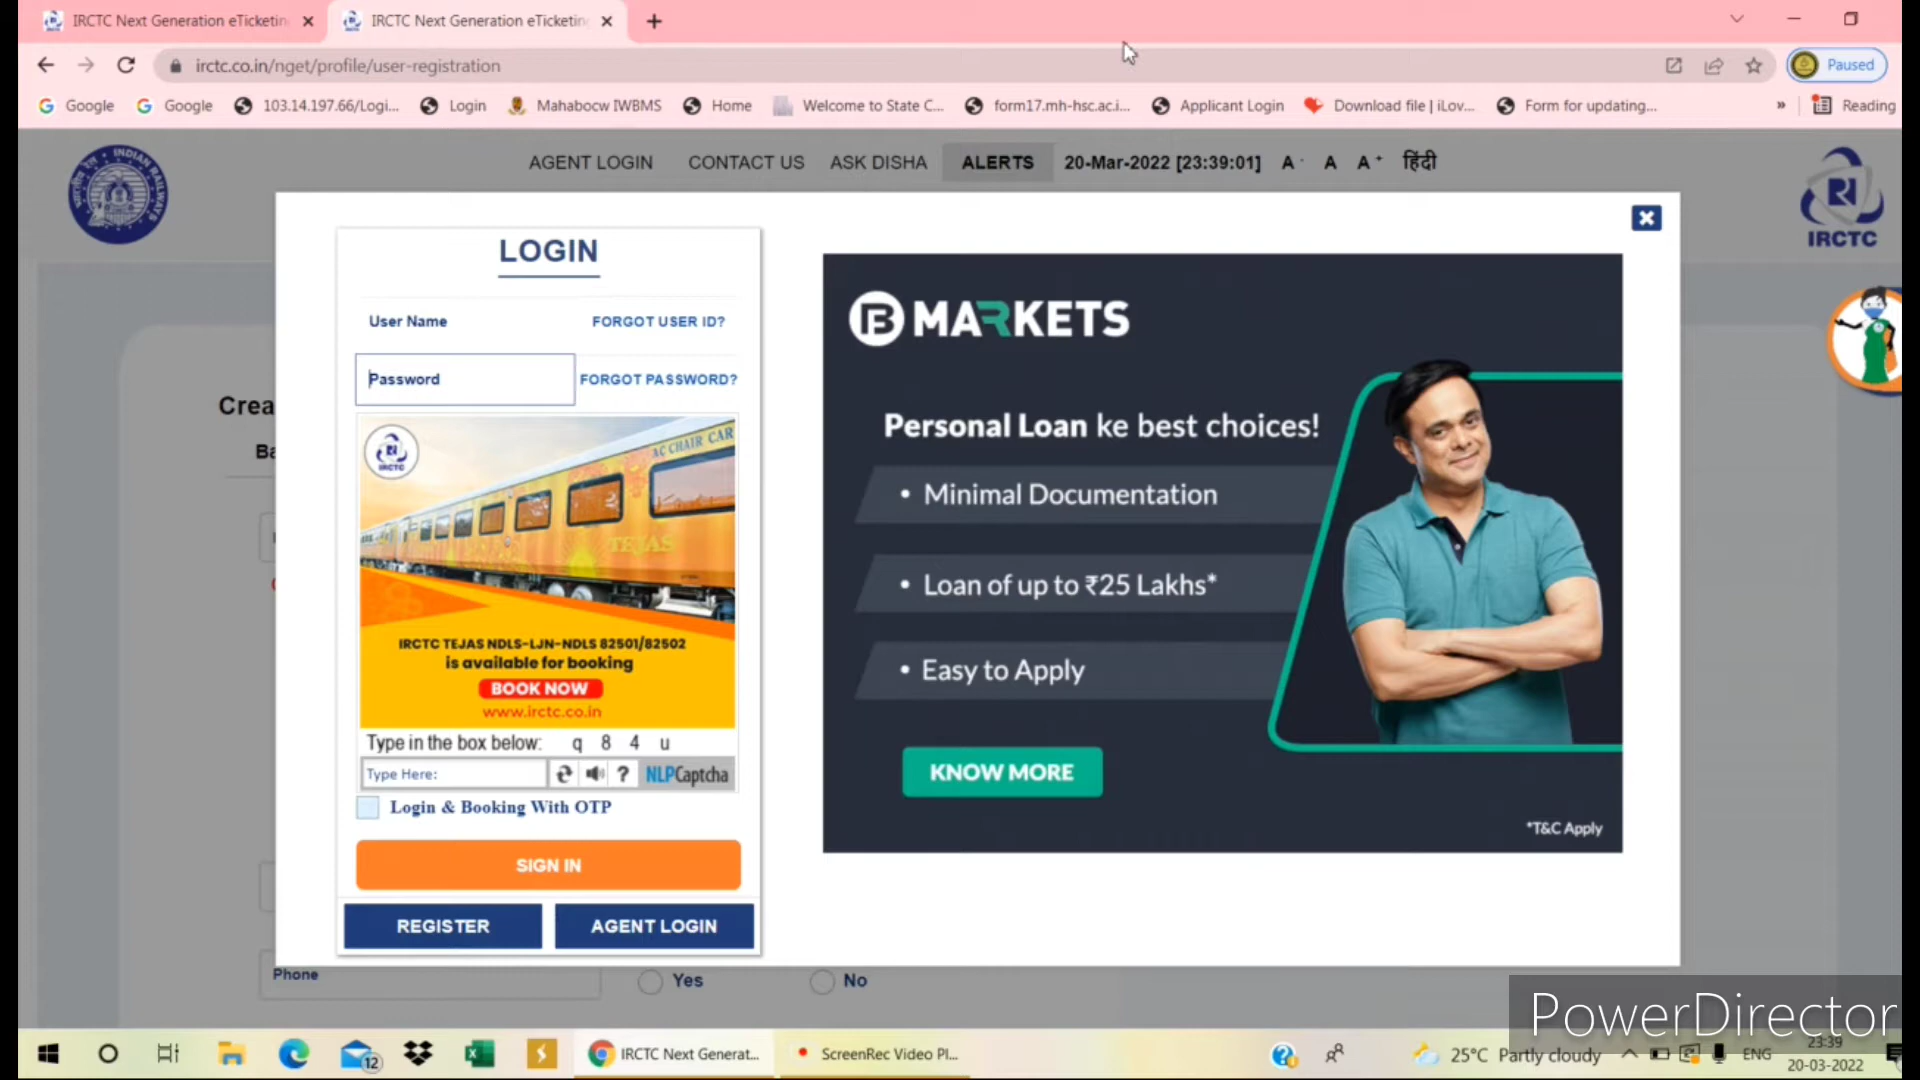 IRCTC Next Generation eTicketin
IRCTC Next Generation eTicketin
irctc.co.in/nget/profile/user-registration
Paused
Google
Google
103.14.197.66/Logi...
Login
Mahabocw IWBMS
Home
Welcome to State C...
form17.mh-hsc.ac.i...
Applicant Login
Download file | iLov...
Form for updating...
»
Reading
AGENT LOGIN
CONTACT US
ASK DISHA
ALERTS
20-Mar-2022 [23:39:01]
A-
A
A+
हिंदी
INDIAN RAILWAYS
IRCTC
LOGIN
User Name
FORGOT USER ID?
Password
FORGOT PASSWORD?
IRCTC
AC CHAIR CAR
TEJAS
IRCTC TEJAS NDLS-LJN-NDLS 82501/82502
is available for booking
BOOK NOW
www.irctc.co.in
Type in the box below: q 8 4 u
Type Here:
?
NLPCaptcha
Login & Booking With OTP
SIGN IN
REGISTER
AGENT LOGIN
B MARKETS
Personal Loan ke best choices!
• Minimal Documentation
• Loan of up to ₹25 Lakhs*
• Easy to Apply
KNOW MORE
*T&C Apply
Crea
Ba
Phone
Yes
No
PowerDirector
12
IRCTC Next Generat...
ScreenRec Video Pl...
25°C Partly cloudy
ENG
23:39
20-03-2022